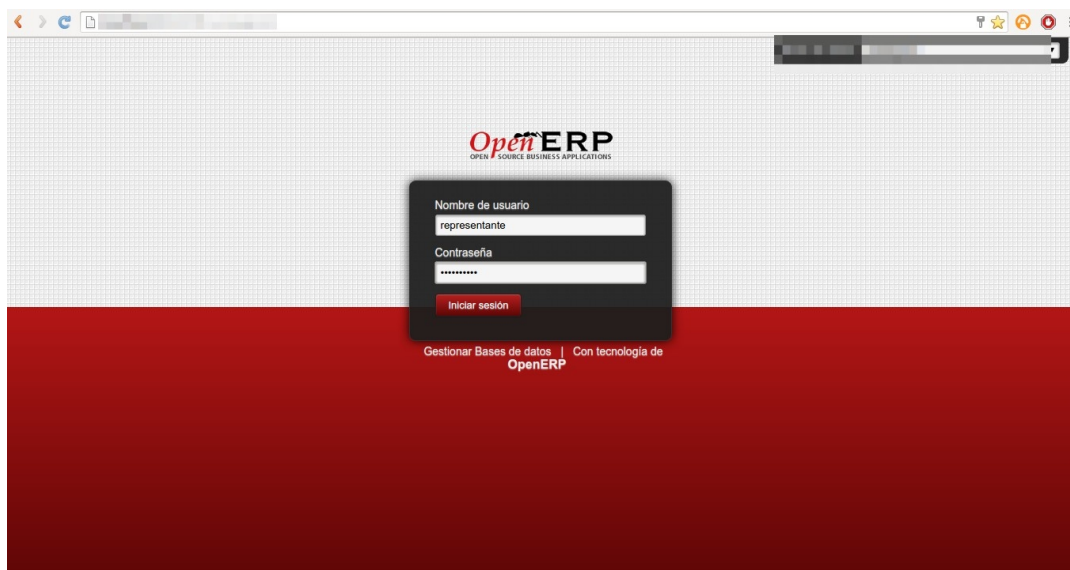 OpenERP
OPEN SOURCE BUSINESS APPLICATIONS
Nombre de usuario
representante
Contraseña
••••••••••
Iniciar sesión
Gestionar Bases de datos | Con tecnología de
OpenERP